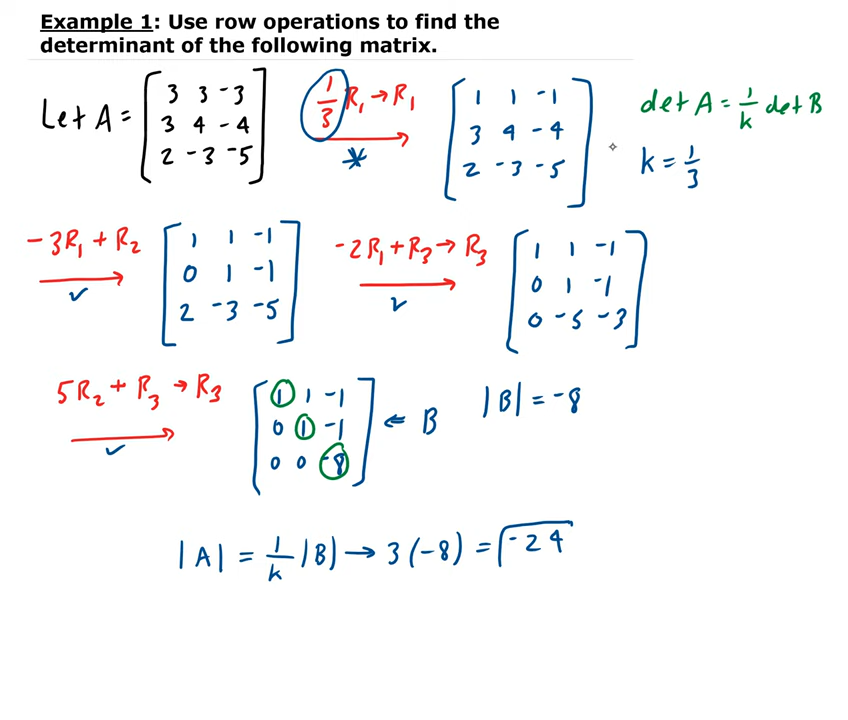 Example 1: Use row operations to find the
determinant of the following matrix.
Let A = [ 3 3 -3 ; 3 4 -4 ; 2 -3 -5 ] 1/3 R₁ → R₁ * [ 1 1 -1 ; 3 4 -4 ; 2 -3 -5 ] det A = 1/k det B
k = 1/3
-3R₁ + R₂ ✓ [ 1 1 -1 ; 0 1 -1 ; 2 -3 -5 ] -2R₁ + R₃ → R₃ ✓ [ 1 1 -1 ; 0 1 -1 ; 0 -5 -3 ]
5R₂ + R₃ → R₃ ✓ [ 1 1 -1 ; 0 1 -1 ; 0 0 -8 ] ⇐ B |B| = -8
|A| = 1/k |B| → 3(-8) = -24